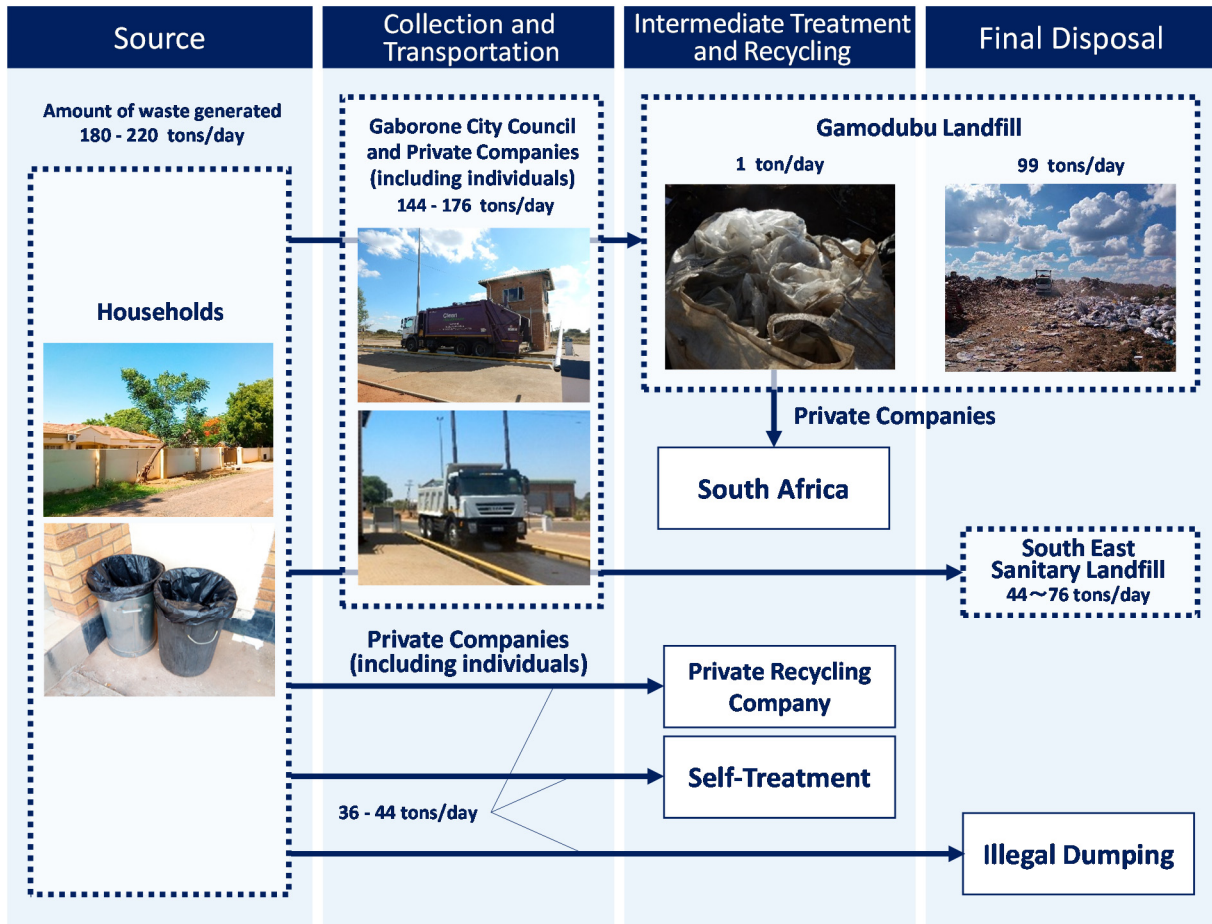 Source
Collection and
Transportation
Intermediate Treatment
and Recycling
Final Disposal
Amount of waste generated
180 - 220 tons/day
Households
Gaborone City Council
and Private Companies
(including individuals)
144 - 176 tons/day
Gamodubu Landfill
1 ton/day
99 tons/day
Private Companies
South Africa
South East
Sanitary Landfill
44～76 tons/day
Private Companies
(including individuals)
Private Recycling
Company
Self-Treatment
36 - 44 tons/day
Illegal Dumping